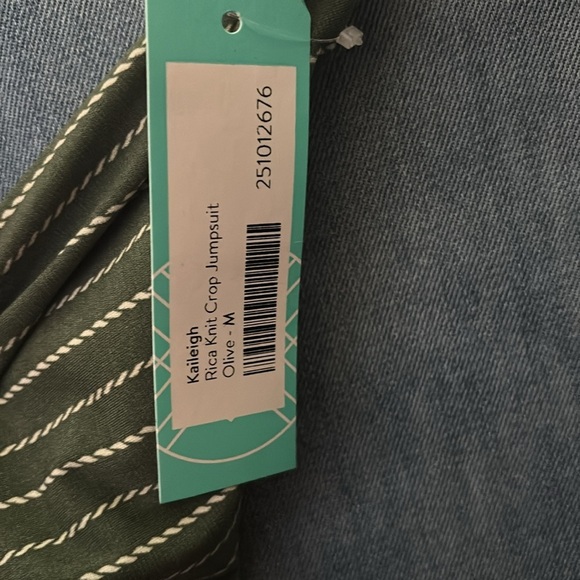 Kaileigh
Rica Knit Crop Jumpsuit
Olive - M
251012676